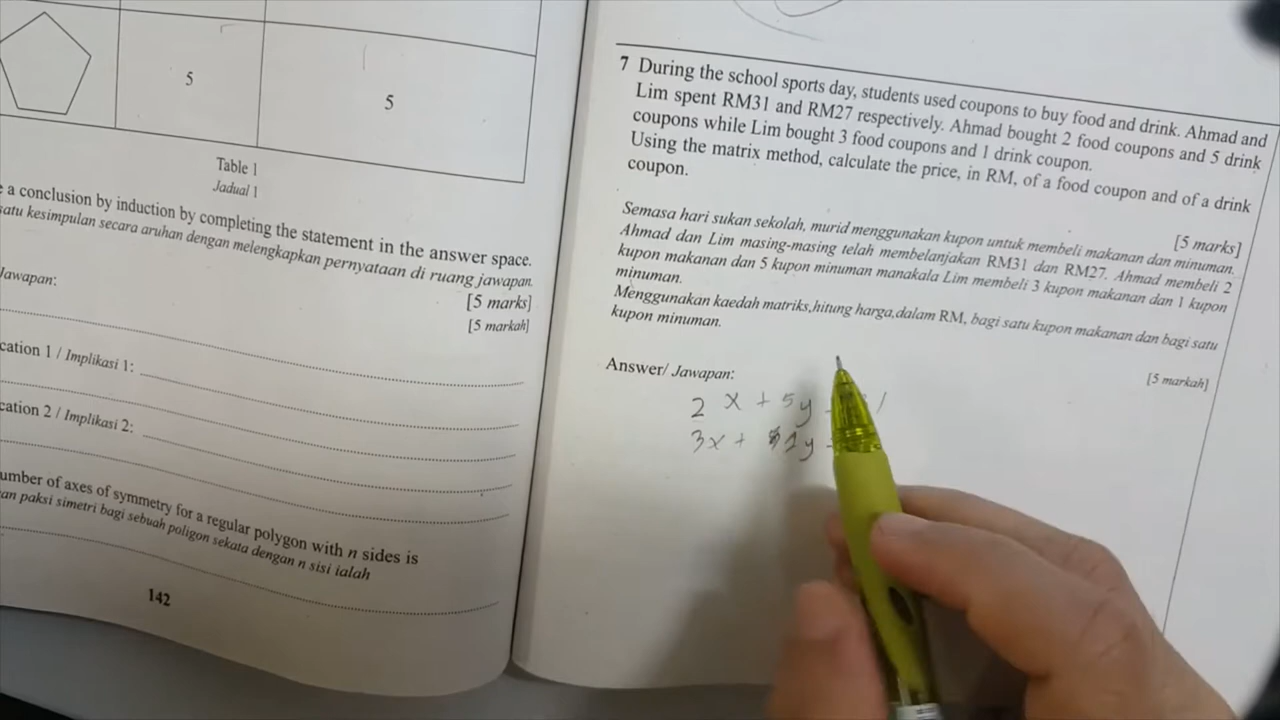 5
5
Table 1
Jadual 1
a conclusion by induction by completing the statement in the answer space.
satu kesimpulan secara aruhan dengan melengkapkan pernyataan di ruang jawapan.
[5 marks]
[5 markah]
Jawapan:
cation 1 / Implikasi 1:
cation 2 / Implikasi 2:
umber of axes of symmetry for a regular polygon with n sides is
an paksi simetri bagi sebuah poligon sekata dengan n sisi ialah
142
7 During the school sports day, students used coupons to buy food and drink. Ahmad and
Lim spent RM31 and RM27 respectively. Ahmad bought 2 food coupons and 5 drink
coupons while Lim bought 3 food coupons and 1 drink coupon.
Using the matrix method, calculate the price, in RM, of a food coupon and of a drink
coupon.
[5 marks]
Semasa hari sukan sekolah, murid menggunakan kupon untuk membeli makanan dan minuman.
Ahmad dan Lim masing-masing telah membelanjakan RM31 dan RM27. Ahmad membeli 2
kupon makanan dan 5 kupon minuman manakala Lim membeli 3 kupon makanan dan 1 kupon
minuman.
Menggunakan kaedah matriks,hitung harga,dalam RM, bagi satu kupon makanan dan bagi satu
kupon minuman.
[5 markah]
Answer/ Jawapan:
2 x + 5y
3x + 1y